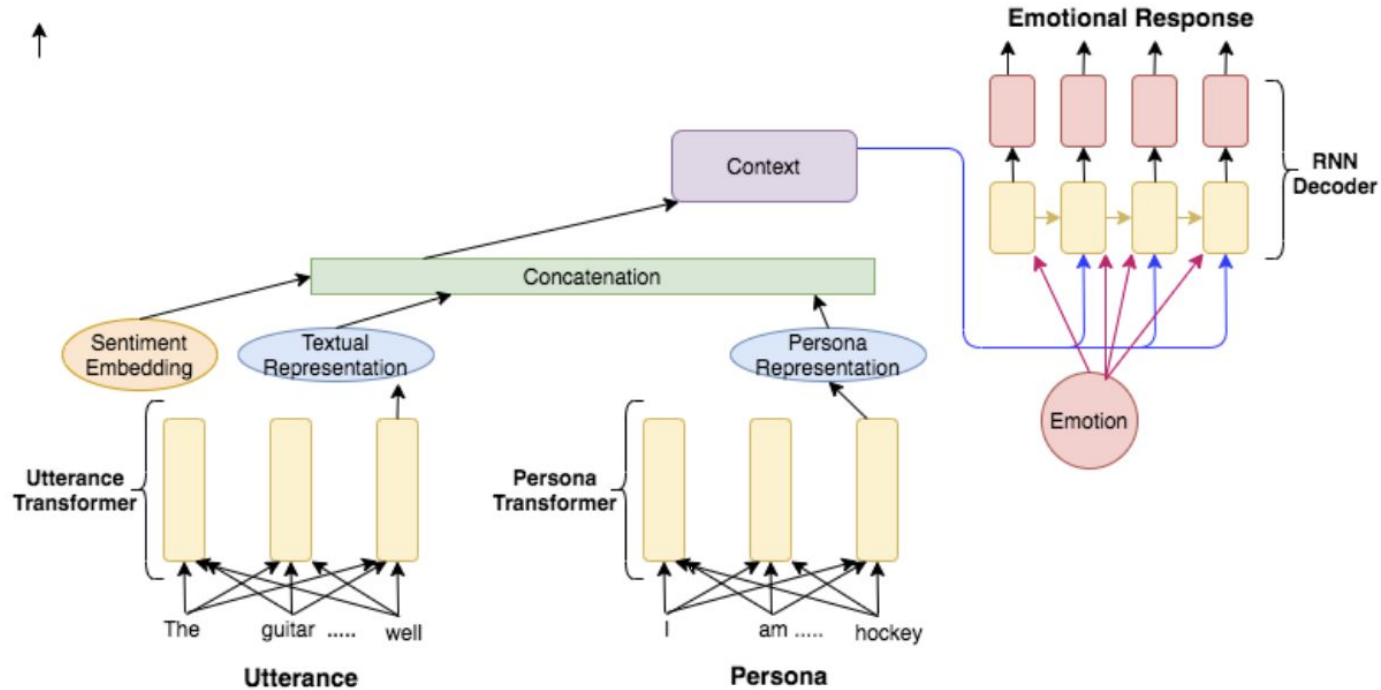 Emotional Response
RNN
Decoder
Context
Concatenation
Sentiment
Embedding
Textual
Representation
Persona
Representation
Emotion
Utterance
Transformer
Persona
Transformer
The guitar ..... well
I am ..... hockey
Utterance
Persona